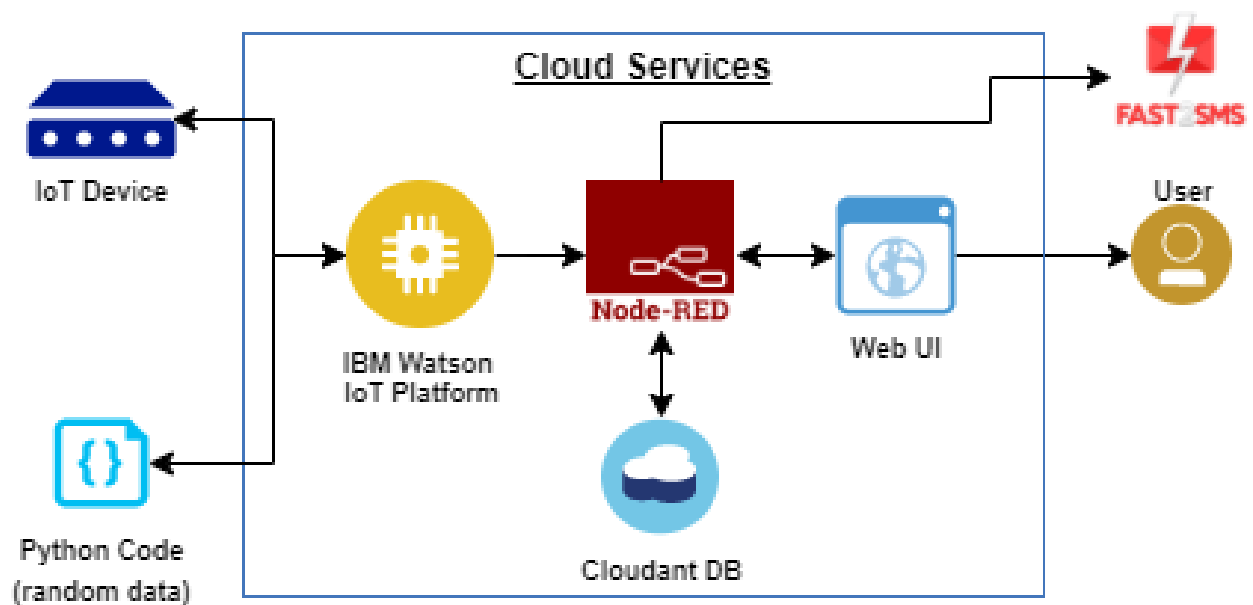 Cloud Services
FAST2SMS
IoT Device
User
Node-RED
Web UI
IBM Watson
IoT Platform
{}
Python Code
(random data)
Cloudant DB